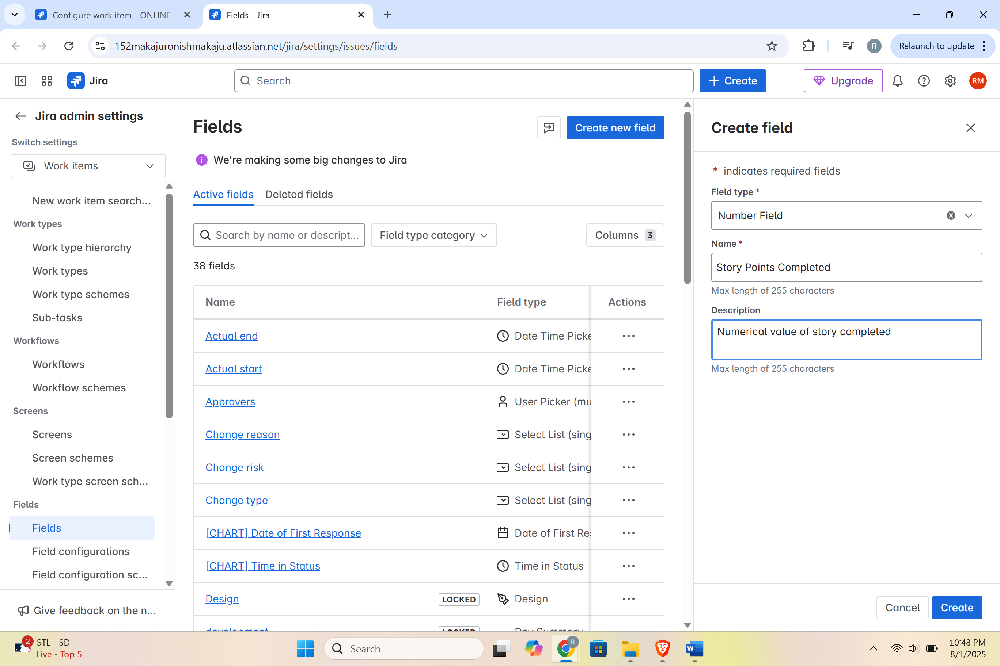 Configure work item - ONLINE
Fields - Jira
152makajuronishmakaju.atlassian.net/jira/settings/issues/fields
R
Relaunch to update
Jira
Search
Create
Upgrade
RM
Jira admin settings
Switch settings
Work items
New work item search...
Work types
Work type hierarchy
Work types
Work type schemes
Sub-tasks
Workflows
Workflows
Workflow schemes
Screens
Screens
Screen schemes
Work type screen sch...
Fields
Fields
Field configurations
Field configuration sc...
Give feedback on the n...
Fields
Create new field
We're making some big changes to Jira
Active fields
Deleted fields
Search by name or descript...
Field type category
Columns 3
38 fields
Name
Field type
Actions
Actual end
Date Time Picke
Actual start
Date Time Picke
Approvers
User Picker (mu
Change reason
Select List (sing
Change risk
Select List (sing
Change type
Select List (sing
[CHART] Date of First Response
Date of First Res
[CHART] Time in Status
Time in Status
Design
LOCKED
Design
development
LOCKED
Dev Summary
Create field
* indicates required fields
Field type *
Number Field
Name *
Story Points Completed
Max length of 255 characters
Description
Numerical value of story completed
Max length of 255 characters
Cancel
Create
2
STL - SD
Live - Top 5
Search
R
W
10:48 PM
8/1/2025